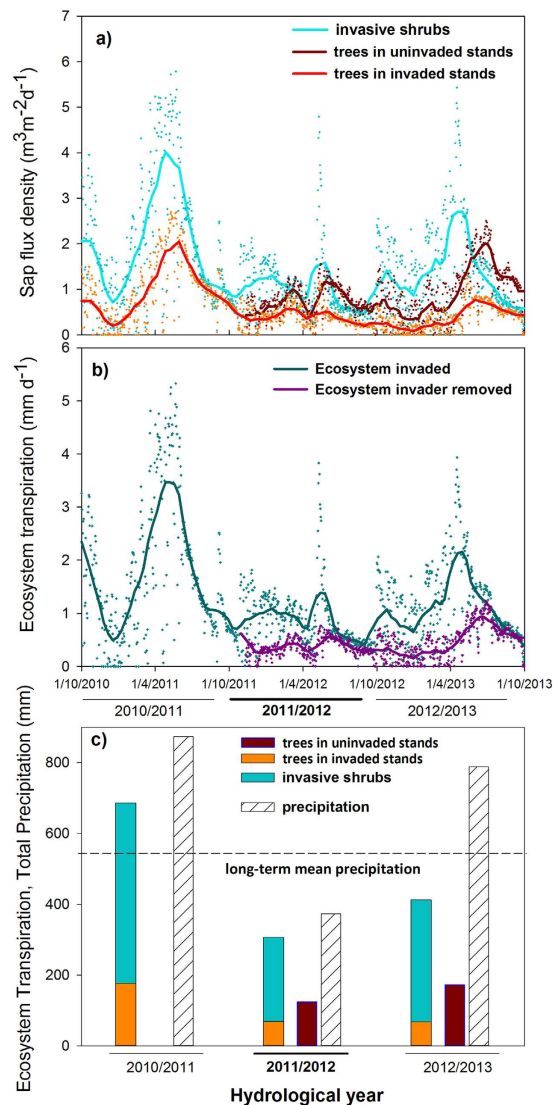 7
a)
invasive shrubs
6
trees in uninvaded stands
trees in invaded stands
5
4
3
2
1
0
Sap flux density (m³m⁻²d⁻¹)
6
b)
Ecosystem invaded
Ecosystem invader removed
5
4
3
2
1
0
Ecosystem transpiration (mm d⁻¹)
1/10/2010 1/4/2011 1/10/2011 1/4/2012 1/10/2012 1/4/2013 1/10/2013
2010/2011 2011/2012 2012/2013
c)
trees in uninvaded stands
trees in invaded stands
invasive shrubs
precipitation
800
600
long-term mean precipitation
400
200
0
Ecosystem Transpiration, Total Precipitation (mm)
2010/2011 2011/2012 2012/2013
Hydrological year